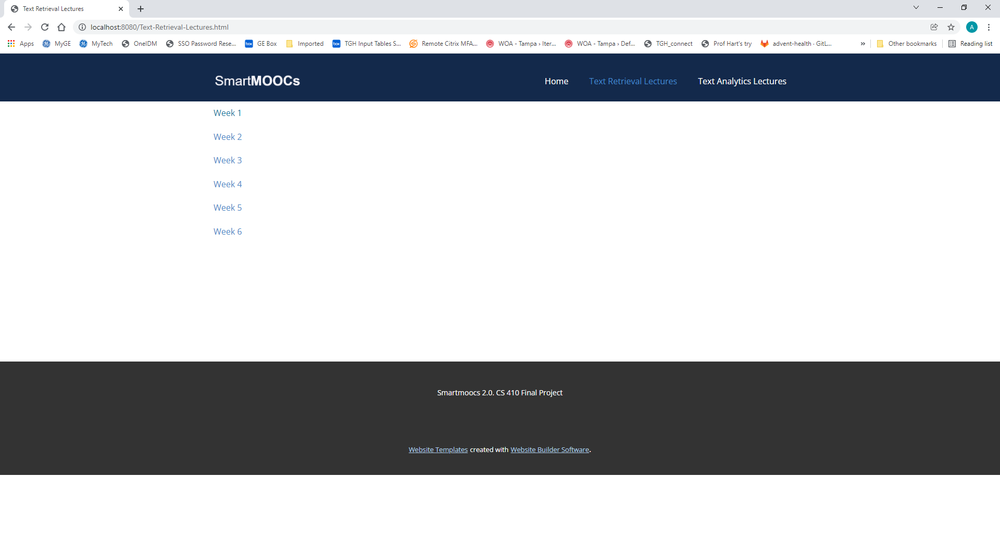 Text Retrieval Lectures
localhost:8080/Text-Retrieval-Lectures.html
A
Apps MyGE MyTech OneIDM SSO Password Rese... box GE Box Imported box TGH Input Tables S... Remote Citrix MFA... WOA - Tampa › Iter... WOA - Tampa › Def... TGH_connect Prof Hart's try advent-health · GitL... » Other bookmarks Reading list
SmartMOOCs Home Text Retrieval Lectures Text Analytics Lectures
Week 1
Week 2
Week 3
Week 4
Week 5
Week 6
Smartmoocs 2.0. CS 410 Final Project
Website Templates created with Website Builder Software.